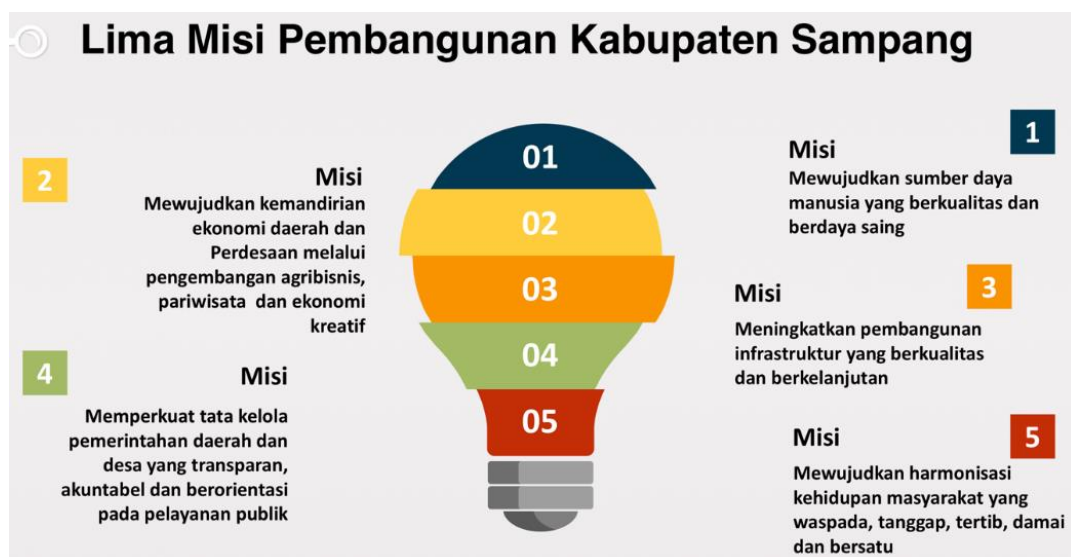 Lima Misi Pembangunan Kabupaten Sampang
01
02
03
04
05
1
Misi
Mewujudkan sumber daya
manusia yang berkualitas dan
berdaya saing
2
Misi
Mewujudkan kemandirian
ekonomi daerah dan
Perdesaan melalui
pengembangan agribisnis,
pariwisata dan ekonomi
kreatif
3
Misi
Meningkatkan pembangunan
infrastruktur yang berkualitas
dan berkelanjutan
4
Misi
Memperkuat tata kelola
pemerintahan daerah dan
desa yang transparan,
akuntabel dan berorientasi
pada pelayanan publik
5
Misi
Mewujudkan harmonisasi
kehidupan masyarakat yang
waspada, tanggap, tertib, damai
dan bersatu